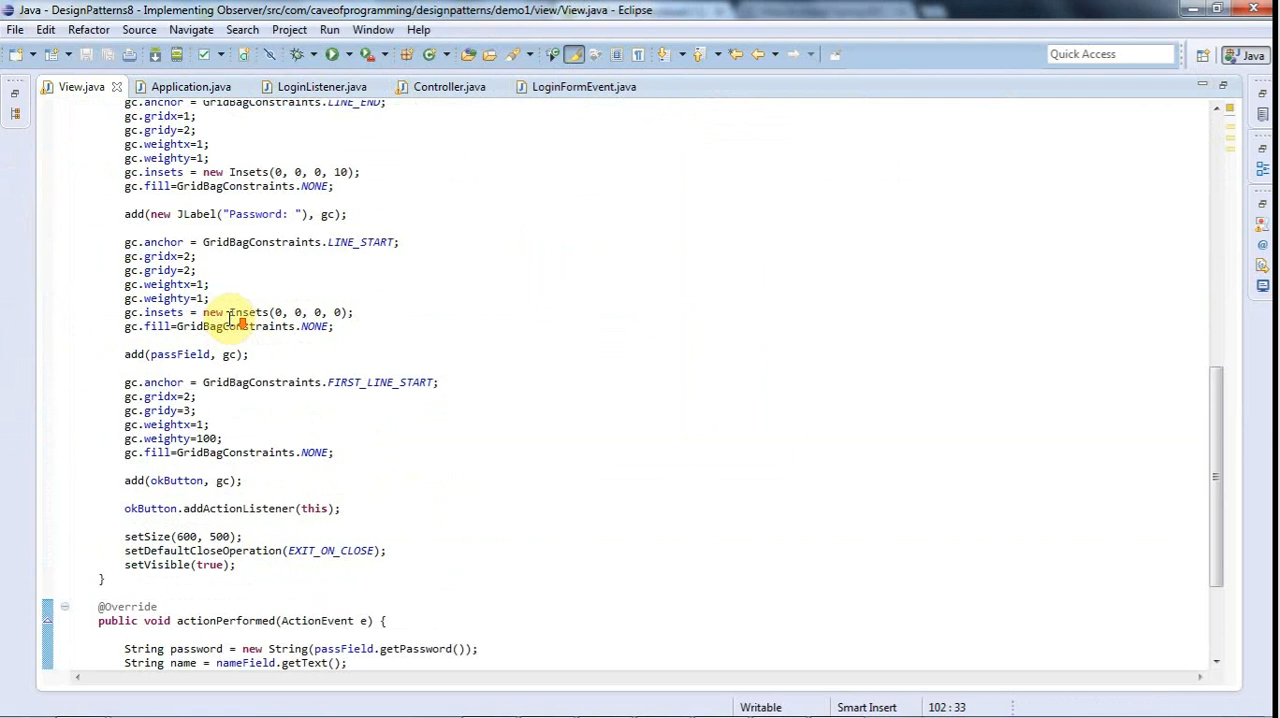 Java - DesignPatterns8 - Implementing Observer/src/com/caveofprogramming/designpatterns/demo1/view/View.java - Eclipse
File Edit Refactor Source Navigate Search Project Run Window Help
Quick Access
Java
View.java Application.java LoginListener.java Controller.java LoginFormEvent.java
gc.anchor = GridBagConstraints.LINE_END;
gc.gridx=1;
gc.gridy=2;
gc.weightx=1;
gc.weighty=1;
gc.insets = new Insets(0, 0, 0, 10);
gc.fill=GridBagConstraints.NONE;
add(new JLabel("Password: "), gc);
gc.anchor = GridBagConstraints.LINE_START;
gc.gridx=2;
gc.gridy=2;
gc.weightx=1;
gc.weighty=1;
gc.insets = new Insets(0, 0, 0, 0);
gc.fill=GridBagConstraints.NONE;
add(passField, gc);
gc.anchor = GridBagConstraints.FIRST_LINE_START;
gc.gridx=2;
gc.gridy=3;
gc.weightx=1;
gc.weighty=100;
gc.fill=GridBagConstraints.NONE;
add(okButton, gc);
okButton.addActionListener(this);
setSize(600, 500);
setDefaultCloseOperation(EXIT_ON_CLOSE);
setVisible(true);
}
@Override
public void actionPerformed(ActionEvent e) {
String password = new String(passField.getPassword());
String name = nameField.getText();
Writable Smart Insert 102 : 33